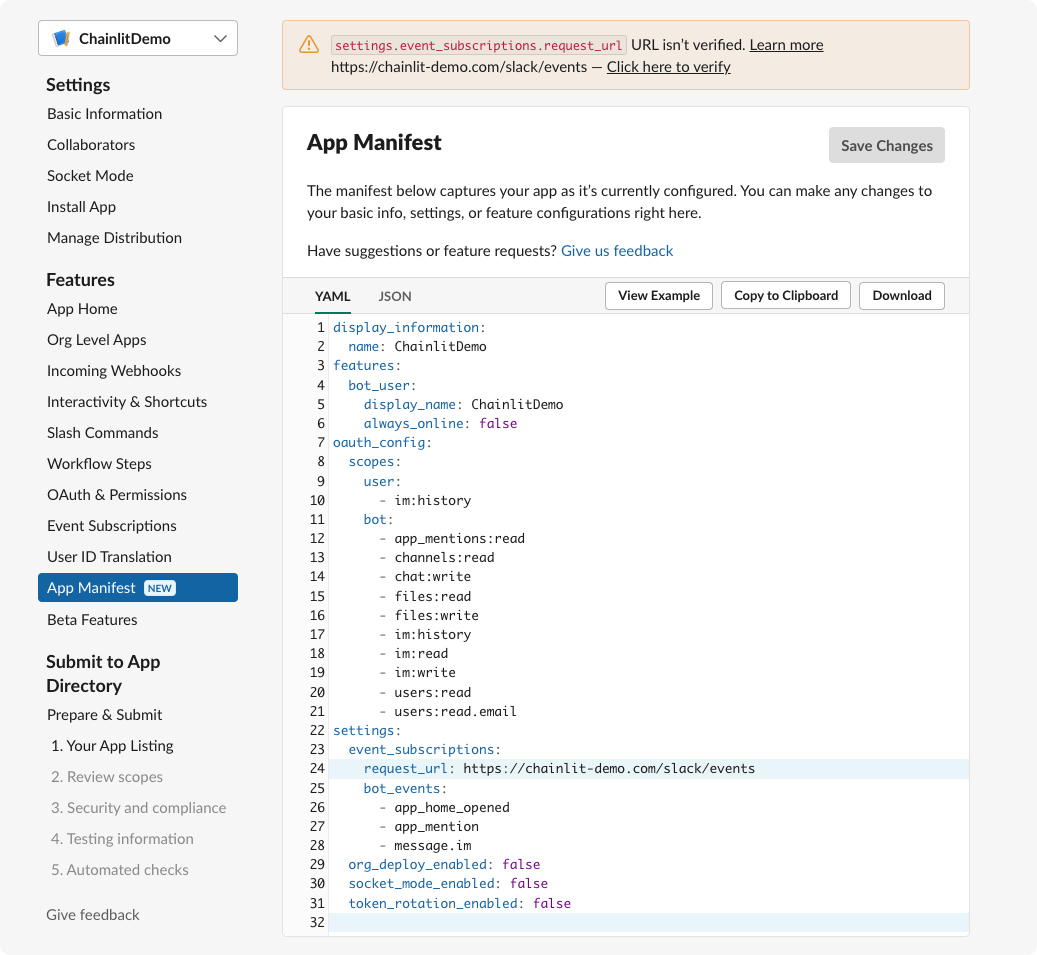 ChainlitDemo
Settings
Basic Information
Collaborators
Socket Mode
Install App
Manage Distribution
Features
App Home
Org Level Apps
Incoming Webhooks
Interactivity & Shortcuts
Slash Commands
Workflow Steps
OAuth & Permissions
Event Subscriptions
User ID Translation
App Manifest NEW
Beta Features
Submit to App
Directory
Prepare & Submit
1. Your App Listing
2. Review scopes
3. Security and compliance
4. Testing information
5. Automated checks
Give feedback
settings.event_subscriptions.request_url URL isn’t verified. Learn more
https://chainlit-demo.com/slack/events — Click here to verify
App Manifest
Save Changes
The manifest below captures your app as it’s currently configured. You can make any changes to
your basic info, settings, or feature configurations right here.
Have suggestions or feature requests? Give us feedback
YAML JSON View Example Copy to Clipboard Download
1 display_information:
2   name: ChainlitDemo
3 features:
4   bot_user:
5     display_name: ChainlitDemo
6     always_online: false
7 oauth_config:
8   scopes:
9     user:
10       - im:history
11     bot:
12       - app_mentions:read
13       - channels:read
14       - chat:write
15       - files:read
16       - files:write
17       - im:history
18       - im:read
19       - im:write
20       - users:read
21       - users:read.email
22 settings:
23   event_subscriptions:
24     request_url: https://chainlit-demo.com/slack/events
25     bot_events:
26       - app_home_opened
27       - app_mention
28       - message.im
29   org_deploy_enabled: false
30   socket_mode_enabled: false
31   token_rotation_enabled: false
32